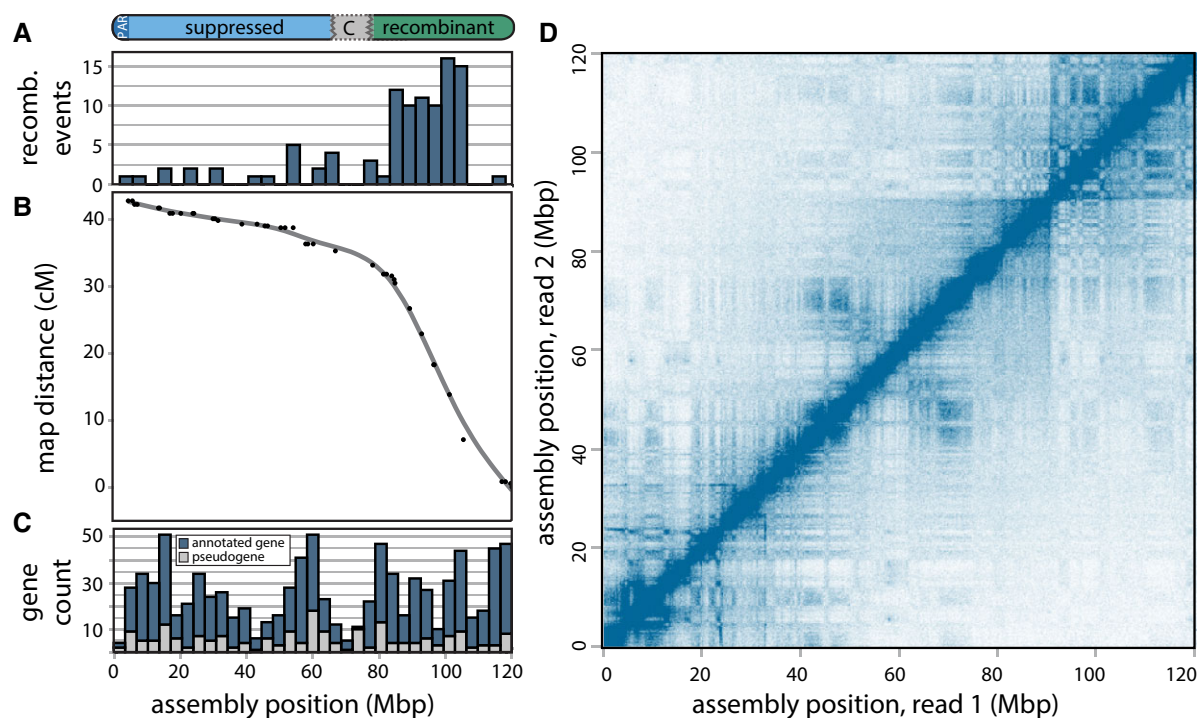 A
PAR
suppressed
C
recombinant
D
recomb.
events
15
10
5
0
B
map distance (cM)
40
30
20
10
0
C
gene
count
annotated gene
pseudogene
50
30
10
0
20
40
60
80
100
120
assembly position (Mbp)
assembly position, read 2 (Mbp)
120
100
80
60
40
20
0
0
20
40
60
80
100
120
assembly position, read 1 (Mbp)